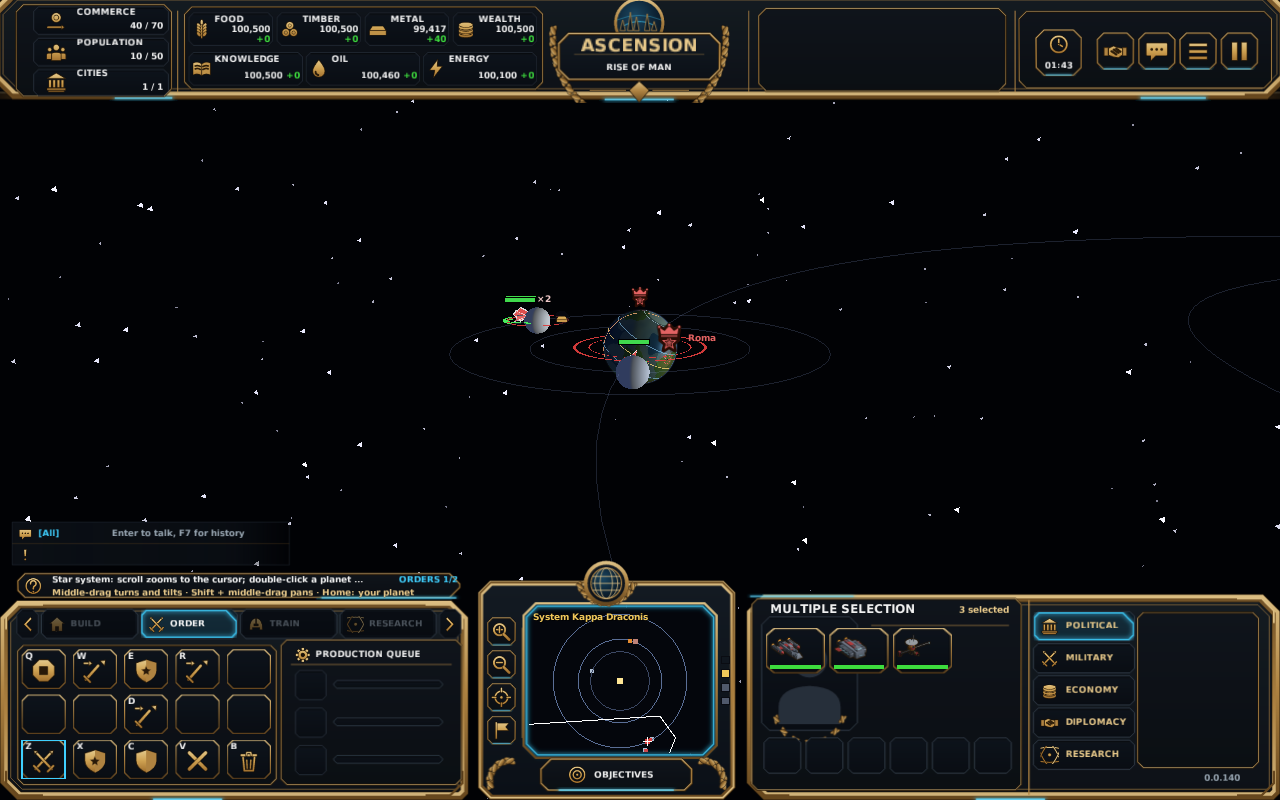 COMMERCE
40 / 70
POPULATION
10 / 50
CITIES
1 / 1
FOOD
100,500
+0
TIMBER
100,500
+0
METAL
99,417
+40
WEALTH
100,500
+0
KNOWLEDGE
100,500 +0
OIL
100,460 +0
ENERGY
100,100 +0
ASCENSION
RISE OF MAN
01:43
×2
Roma
[All] Enter to talk, F7 for history
!
Star system: scroll zooms to the cursor; double-click a planet ... ORDERS 1/2
Middle-drag turns and tilts · Shift + middle-drag pans · Home: your planet
BUILD
ORDER
TRAIN
RESEARCH
Q
W
E
R
D
Z
X
C
V
B
PRODUCTION QUEUE
System Kappa Draconis
OBJECTIVES
MULTIPLE SELECTION 3 selected
POLITICAL
MILITARY
ECONOMY
DIPLOMACY
RESEARCH
0.0.140